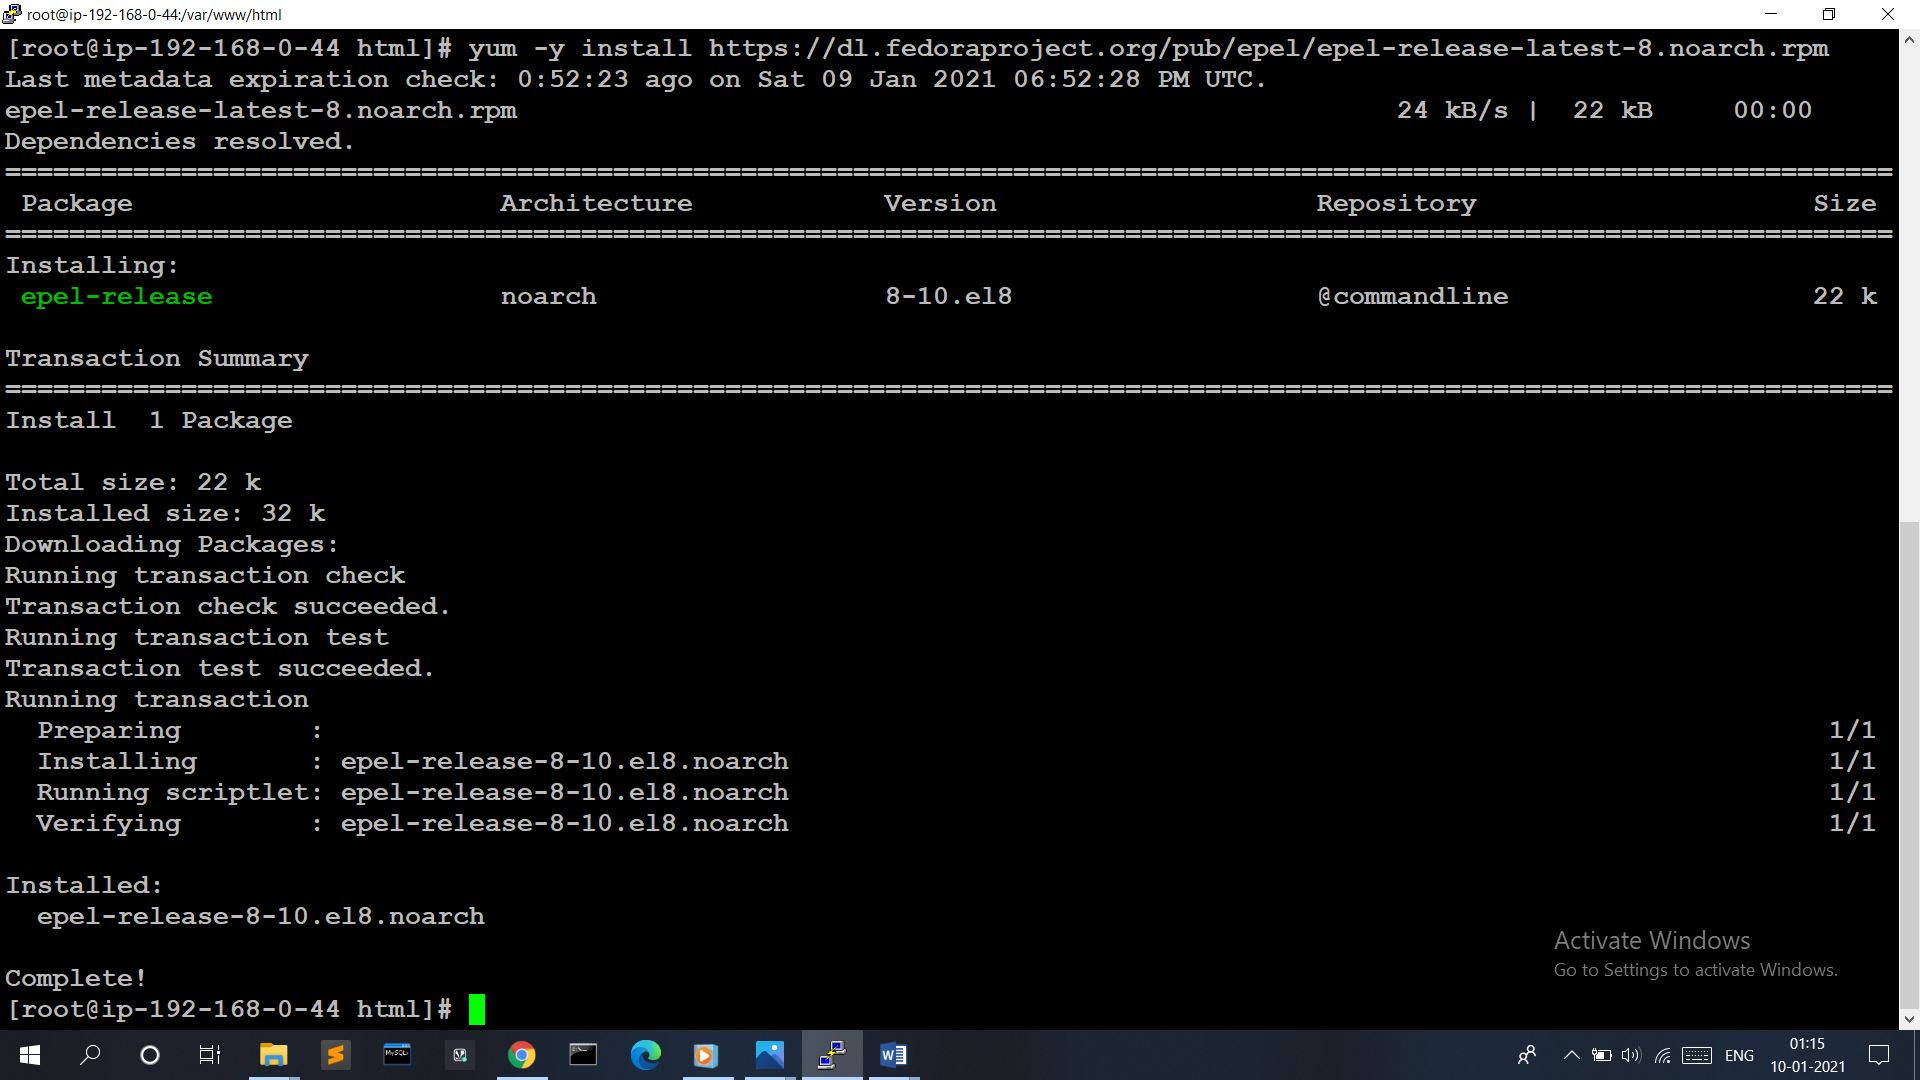 root@ip-192-168-0-44:/var/www/html
[root@ip-192-168-0-44 html]# yum -y install https://dl.fedoraproject.org/pub/epel/epel-release-latest-8.noarch.rpm
Last metadata expiration check: 0:52:23 ago on Sat 09 Jan 2021 06:52:28 PM UTC.
epel-release-latest-8.noarch.rpm 24 kB/s | 22 kB 00:00
Dependencies resolved.
================================================================================
Package Architecture Version Repository Size
================================================================================
Installing:
epel-release noarch 8-10.el8 @commandline 22 k
Transaction Summary
================================================================================
Install 1 Package
Total size: 22 k
Installed size: 32 k
Downloading Packages:
Running transaction check
Transaction check succeeded.
Running transaction test
Transaction test succeeded.
Running transaction
Preparing : 1/1
Installing : epel-release-8-10.el8.noarch 1/1
Running scriptlet: epel-release-8-10.el8.noarch 1/1
Verifying : epel-release-8-10.el8.noarch 1/1
Installed:
epel-release-8-10.el8.noarch
Complete!
[root@ip-192-168-0-44 html]#
Activate Windows
Go to Settings to activate Windows.
MySQL
ENG
01:15
10-01-2021